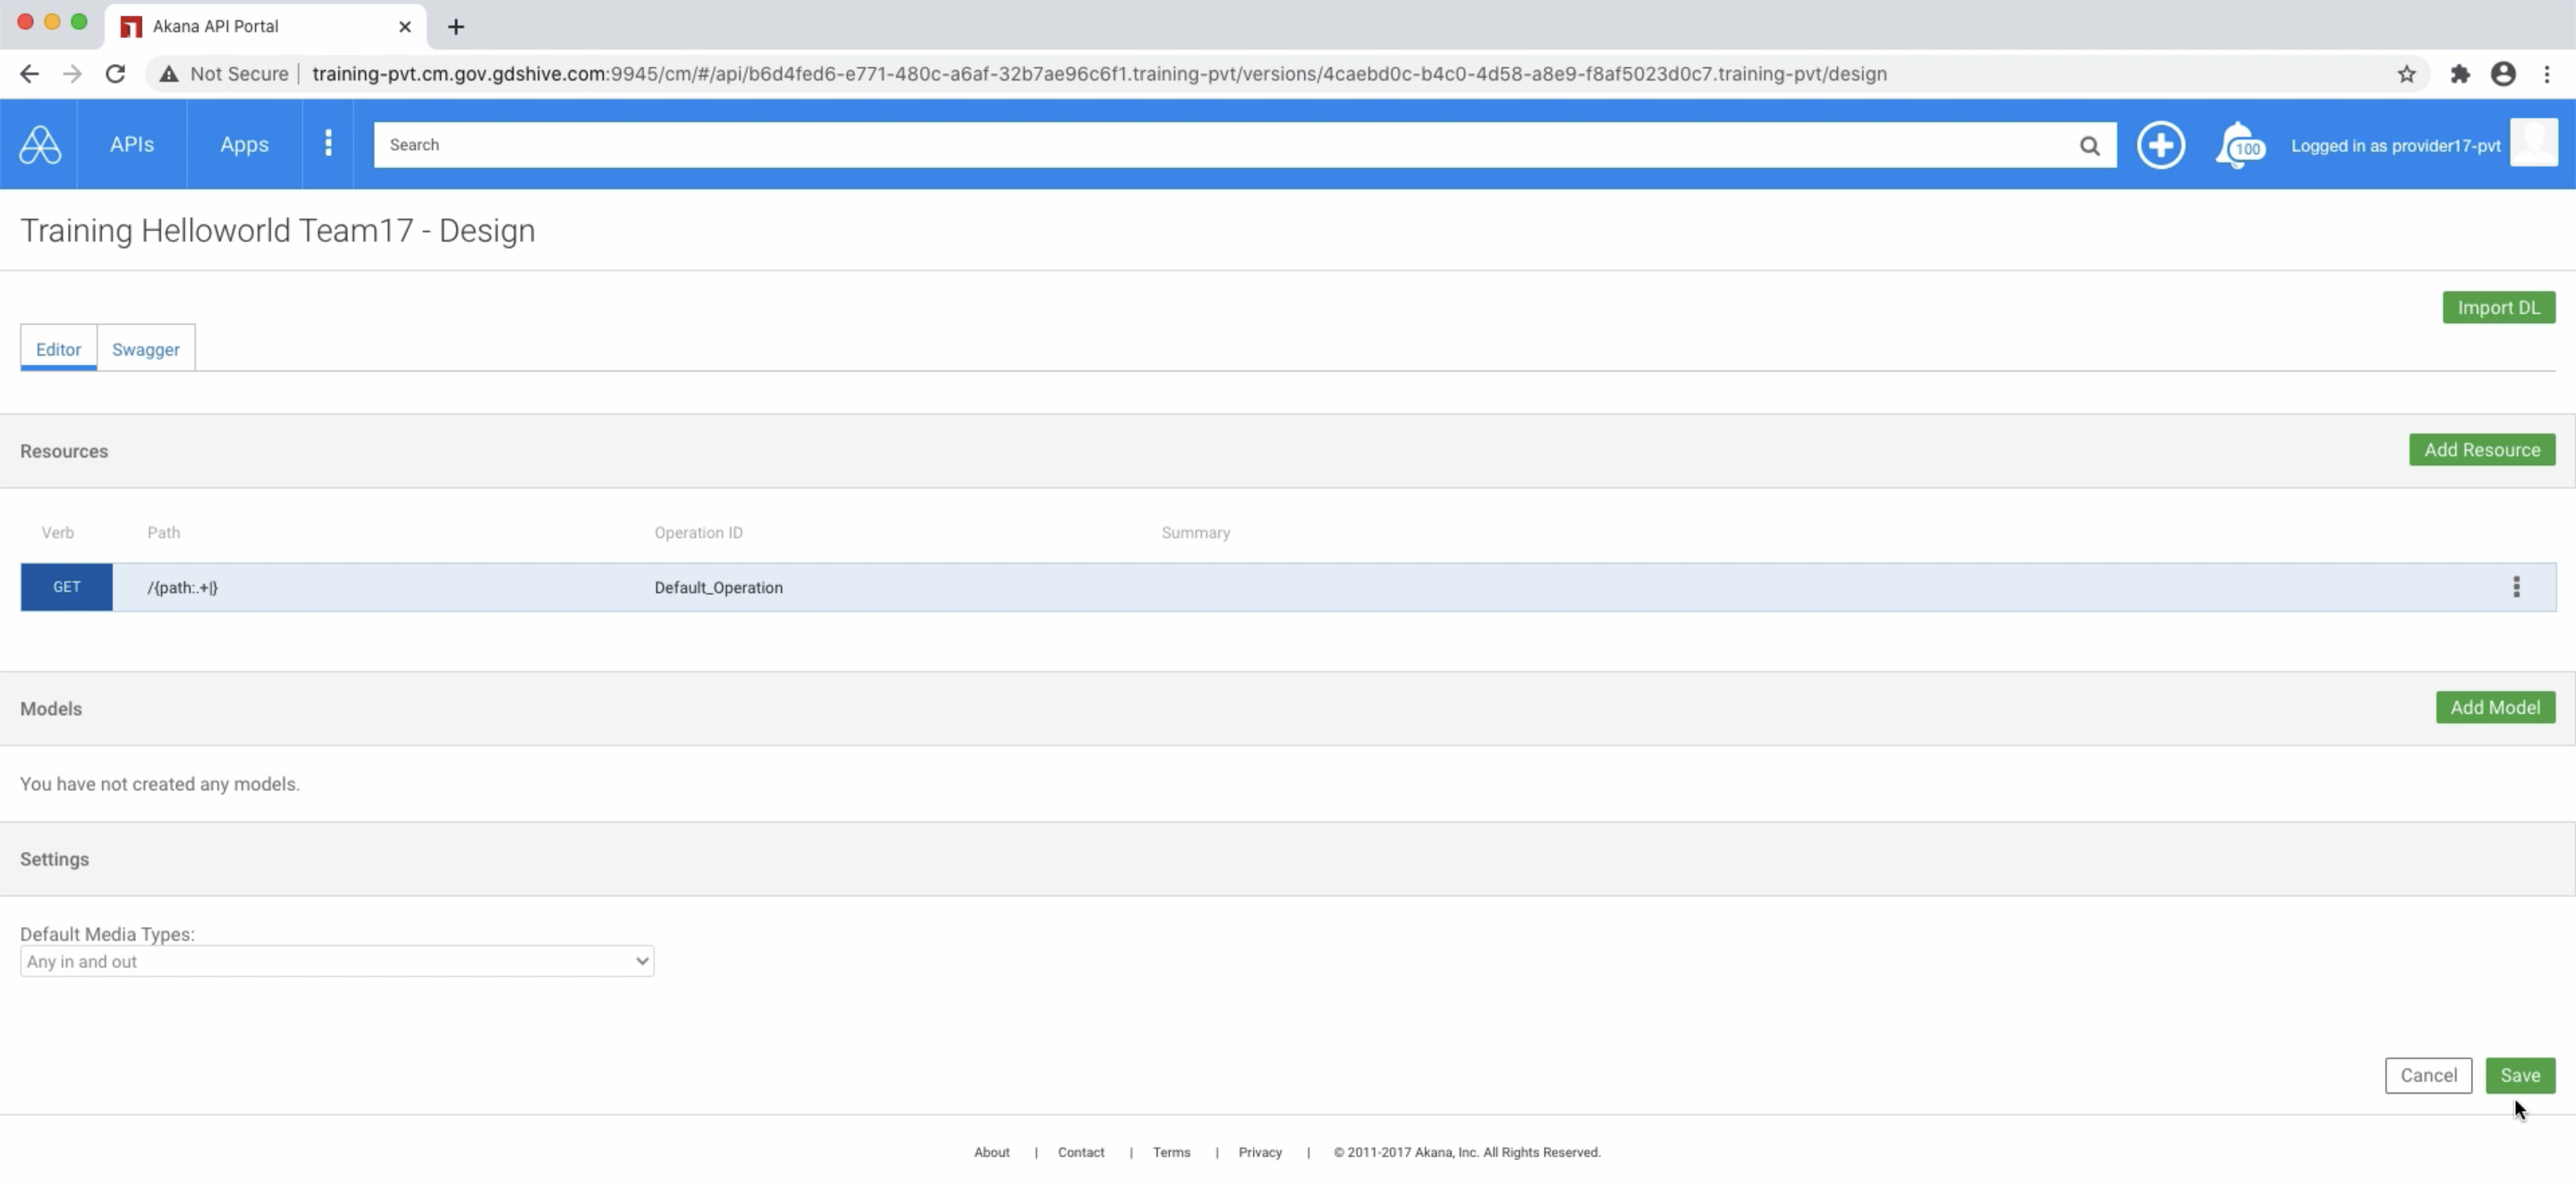 Akana API Portal
Not Secure | training-pvt.cm.gov.gdshive.com:9945/cm/#/api/b6d4fed6-e771-480c-a6af-32b7ae96c6f1.training-pvt/versions/4caebd0c-b4c0-4d58-a8e9-f8af5023d0c7.training-pvt/design
APIs Apps Search 100 Logged in as provider17-pvt
Training Helloworld Team17 - Design
Import DL
Editor Swagger
Resources Add Resource
Verb Path Operation ID Summary
GET /{path:.+|} Default_Operation
Models Add Model
You have not created any models.
Settings
Default Media Types:
Any in and out
Cancel Save
About | Contact | Terms | Privacy | © 2011-2017 Akana, Inc. All Rights Reserved.